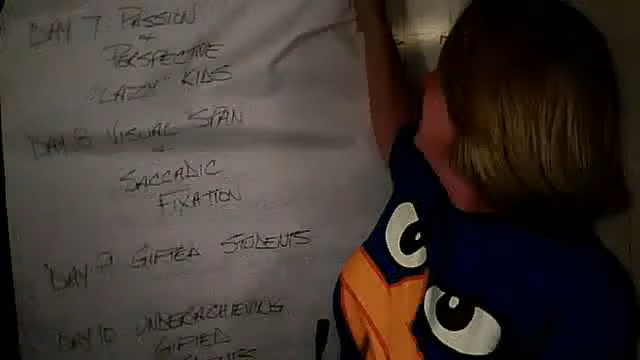 DAY 7 PASSION
+
PERSPECTIVE
"LAZY" KIDS
DAY 8 VISUAL SPAN
+
SACCADIC
FIXATION
DAY 9 GIFTED STUDENTS
DAY 10 UNDERACHIEVING
GIFTED